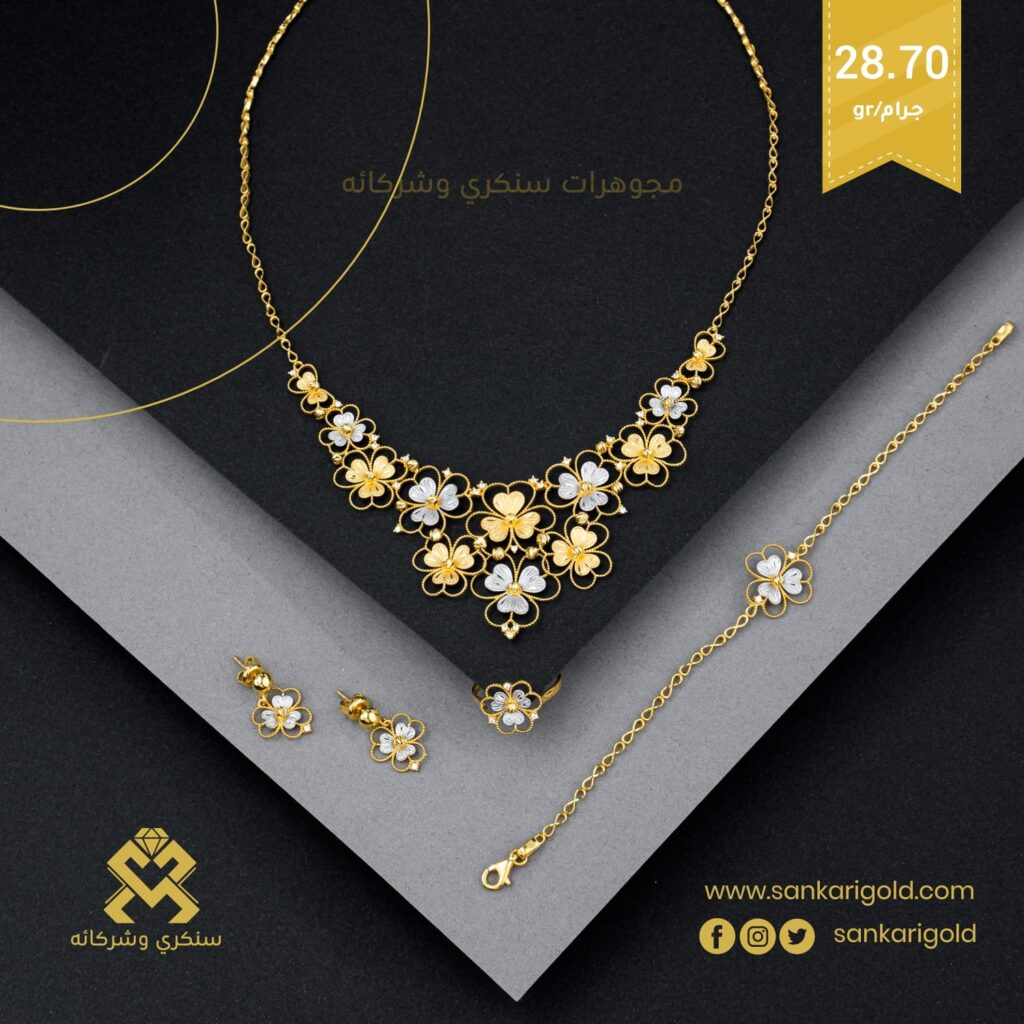 28.70
gr/جرام
مجوهرات سنكري وشركائه
سنكري وشركائه
www.sankarigold.com
sankarigold